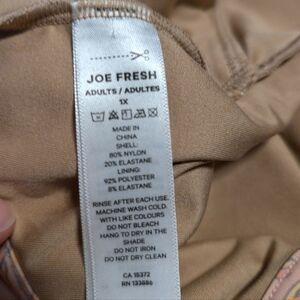 JOE FRESH
ADULTS / ADULTES
1X
MADE IN
CHINA
SHELL:
80% NYLON
20% ELASTANE
LINING:
92% POLYESTER
8% ELASTANE
RINSE AFTER EACH USE.
MACHINE WASH COLD.
WITH LIKE COLOURS
DO NOT BLEACH
HANG TO DRY IN THE
SHADE
DO NOT IRON
DO NOT DRY CLEAN
CA 15372
RN 133886